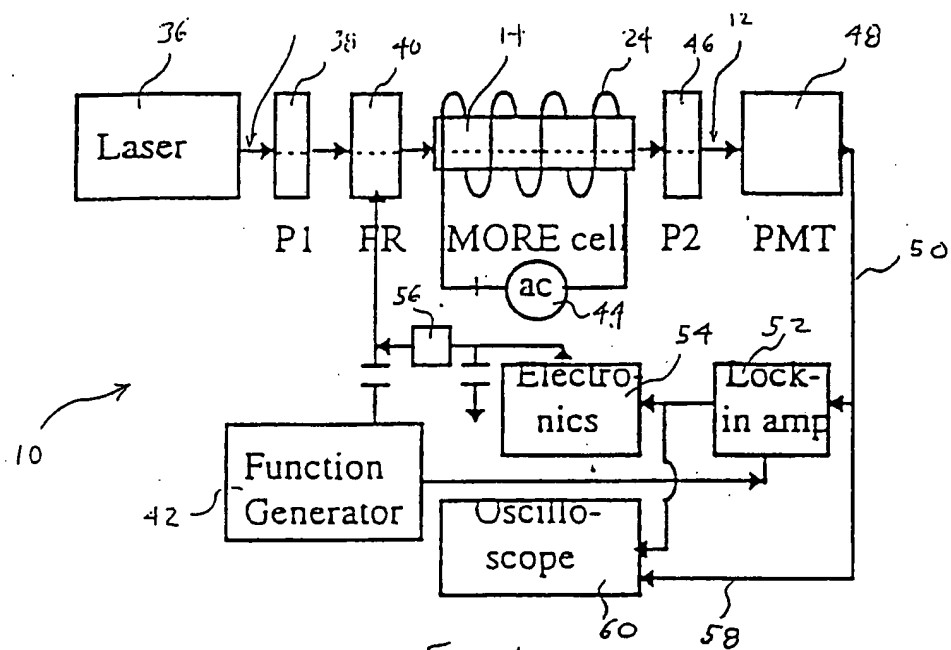 36
38
40
14
24
46
12
48
Laser
P1
FR
MORE cell
P2
PMT
ac
44
50
56
54
52
Electro-
nics
Lock-
in amp
10
42
Function
Generator
Oscillo-
scope
60
58